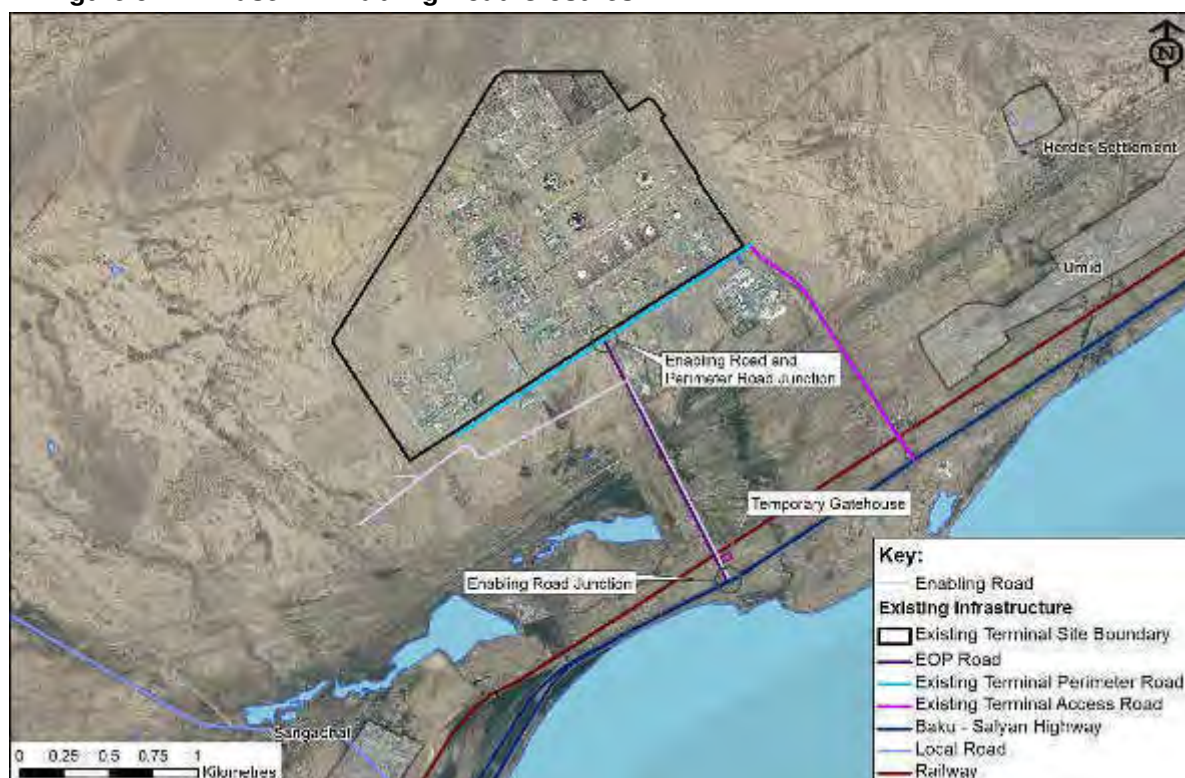 N
Herder Settlement
Umid
Enabling Road and
Perimeter Road Junction
Temporary Gatehouse
Enabling Road Junction
Sangachal
0 0.25 0.5 0.75 1
Kilometres
Key:
Enabling Road
Existing Infrastructure
Existing Terminal Site Boundary
EOP Road
Existing Terminal Perimeter Road
Existing Terminal Access Road
Baku - Salyan Highway
Local Road
Railway